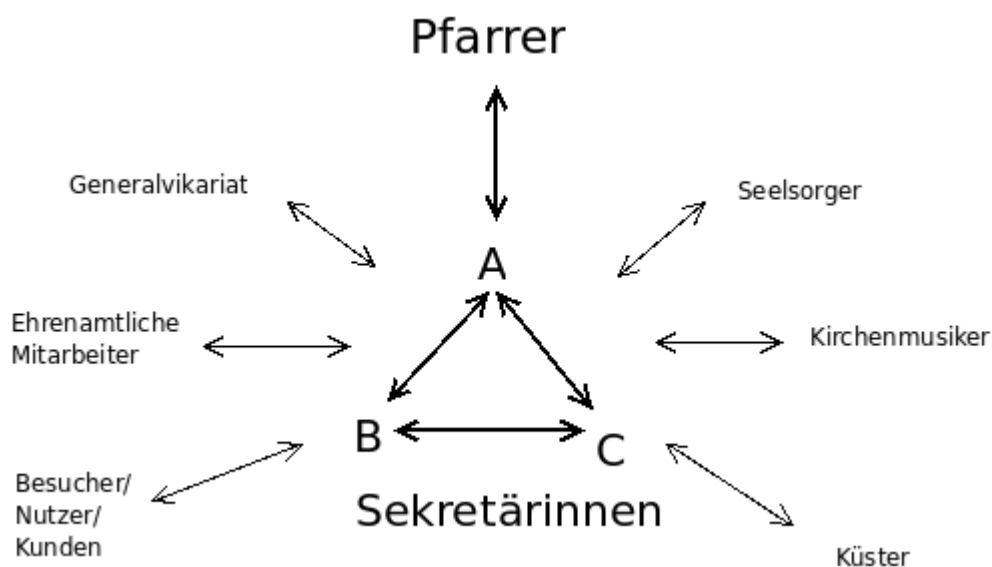 Pfarrer
Generalvikariat
Seelsorger
A
Ehrenamtliche
Mitarbeiter
Kirchenmusiker
B
C
Besucher/
Nutzer/
Kunden
Sekretärinnen
Küster